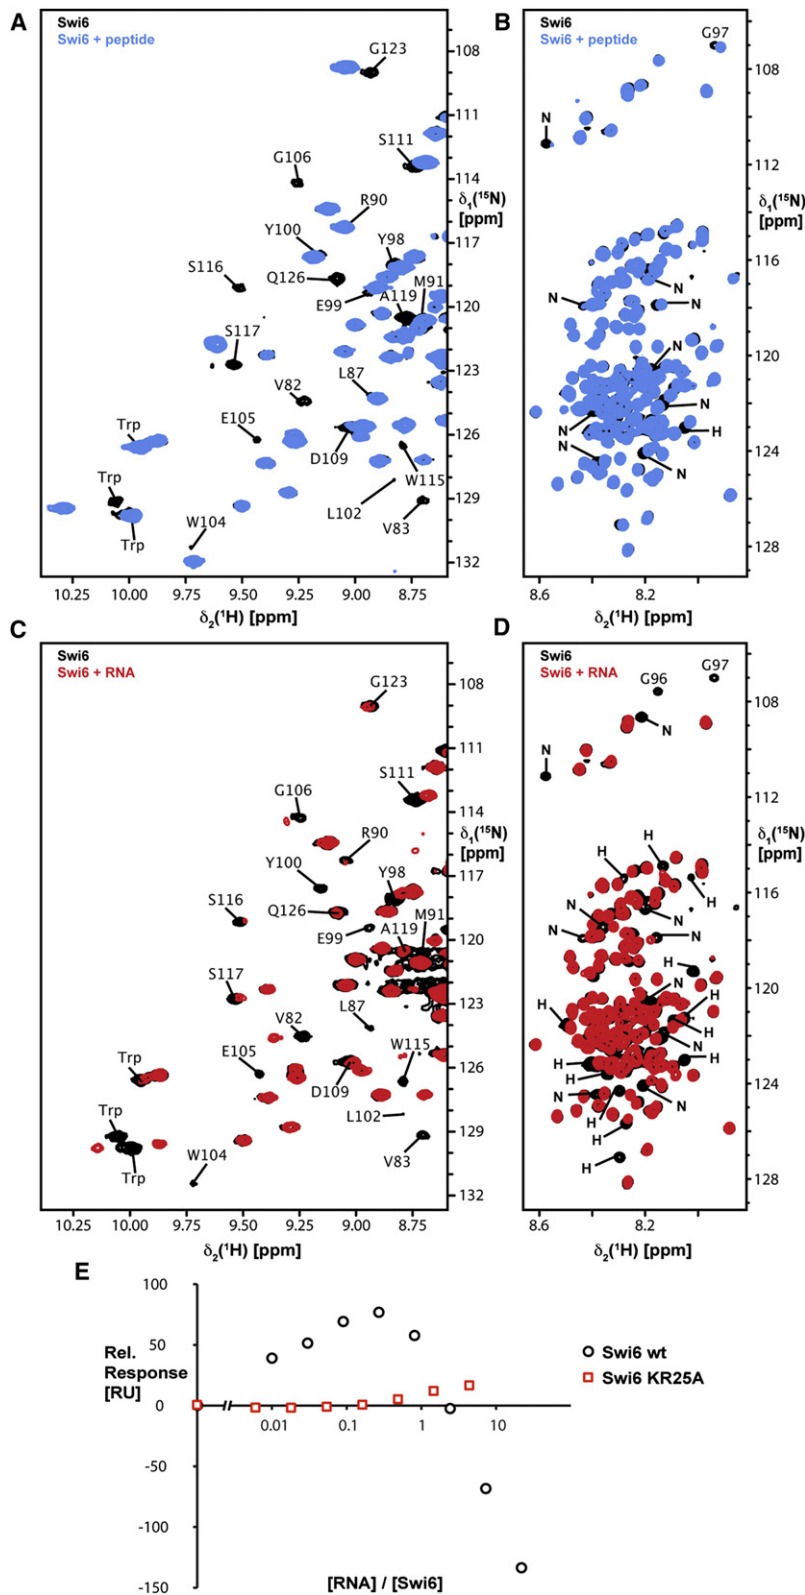 A
Swi6
Swi6 + peptide
G123
S111
G106
R90
Y100
Y98
S116
Q126
M91
E99
A119
S117
L87
V82
Trp
E105
D109
W115
Trp
L102
W104
V83
Trp
108
111
114
δ1(15N)
[ppm]
117
120
123
126
129
132
10.25 10.00 9.75 9.50 9.25 9.00 8.75
δ2(1H) [ppm]
B
Swi6
Swi6 + peptide
G97
N
N
N
N
N
N
H
N
N
N
108
112
δ1(15N)
[ppm]
116
120
124
128
8.6 8.2
δ2(1H) [ppm]
C
Swi6
Swi6 + RNA
G123
S111
G106
R90
Y100
Y98
S116
Q126
M91
E99
A119
S117
V82
L87
Trp
E105
W115
D109
Trp
L102
Trp
W104
V83
108
111
114
δ1(15N)
[ppm]
117
120
123
126
129
132
10.25 10.00 9.75 9.50 9.25 9.00 8.75
δ2(1H) [ppm]
D
Swi6
Swi6 + RNA
G96
G97
N
N
H
H
H
N
N
N
N
H
N
H
H
H
N
H
H
H
N
N
H
H
108
112
δ1(15N)
[ppm]
116
120
124
128
8.6 8.2
δ2(1H) [ppm]
E
100
50
0
-50
-100
-150
Rel.
Response
[RU]
0.01 0.1 1 10
[RNA] / [Swi6]
Swi6 wt
Swi6 KR25A